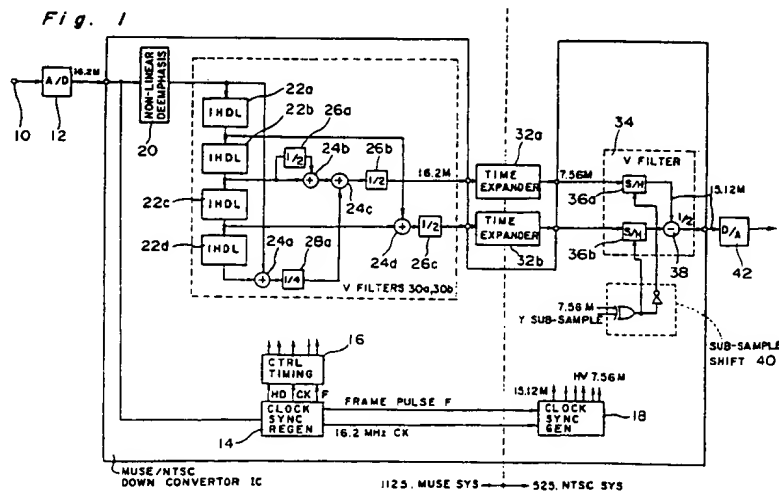 Fig. 1
A/D
16.2M
10
12
NON-LINEAR
DEEMPHASIS
20
1HDL
22a
1HDL
22b
26a
1/2
24b
26b
1/2
16.2M
32a
TIME
EXPANDER
7.56M
34
V FILTER
S/H
36a
15.12M
1HDL
22c
24c
1HDL
22d
24a
28a
1/4
24d
1/2
26c
TIME
EXPANDER
32b
S/H
36b
1/2
38
D/A
42
V FILTERS 30a,30b
7.56 M
Y SUB-SAMPLE
SUB-SAMPLE
SHIFT 40
16
CTRL
TIMING
HD CK F
CLOCK
SYNC
REGEN
14
FRAME PULSE F
16.2 MHz CK
HV 7.56M
15.12M
CLOCK
SYNC
GEN
18
MUSE/NTSC
DOWN CONVERTOR IC
1125. MUSE SYS
525. NTSC SYS